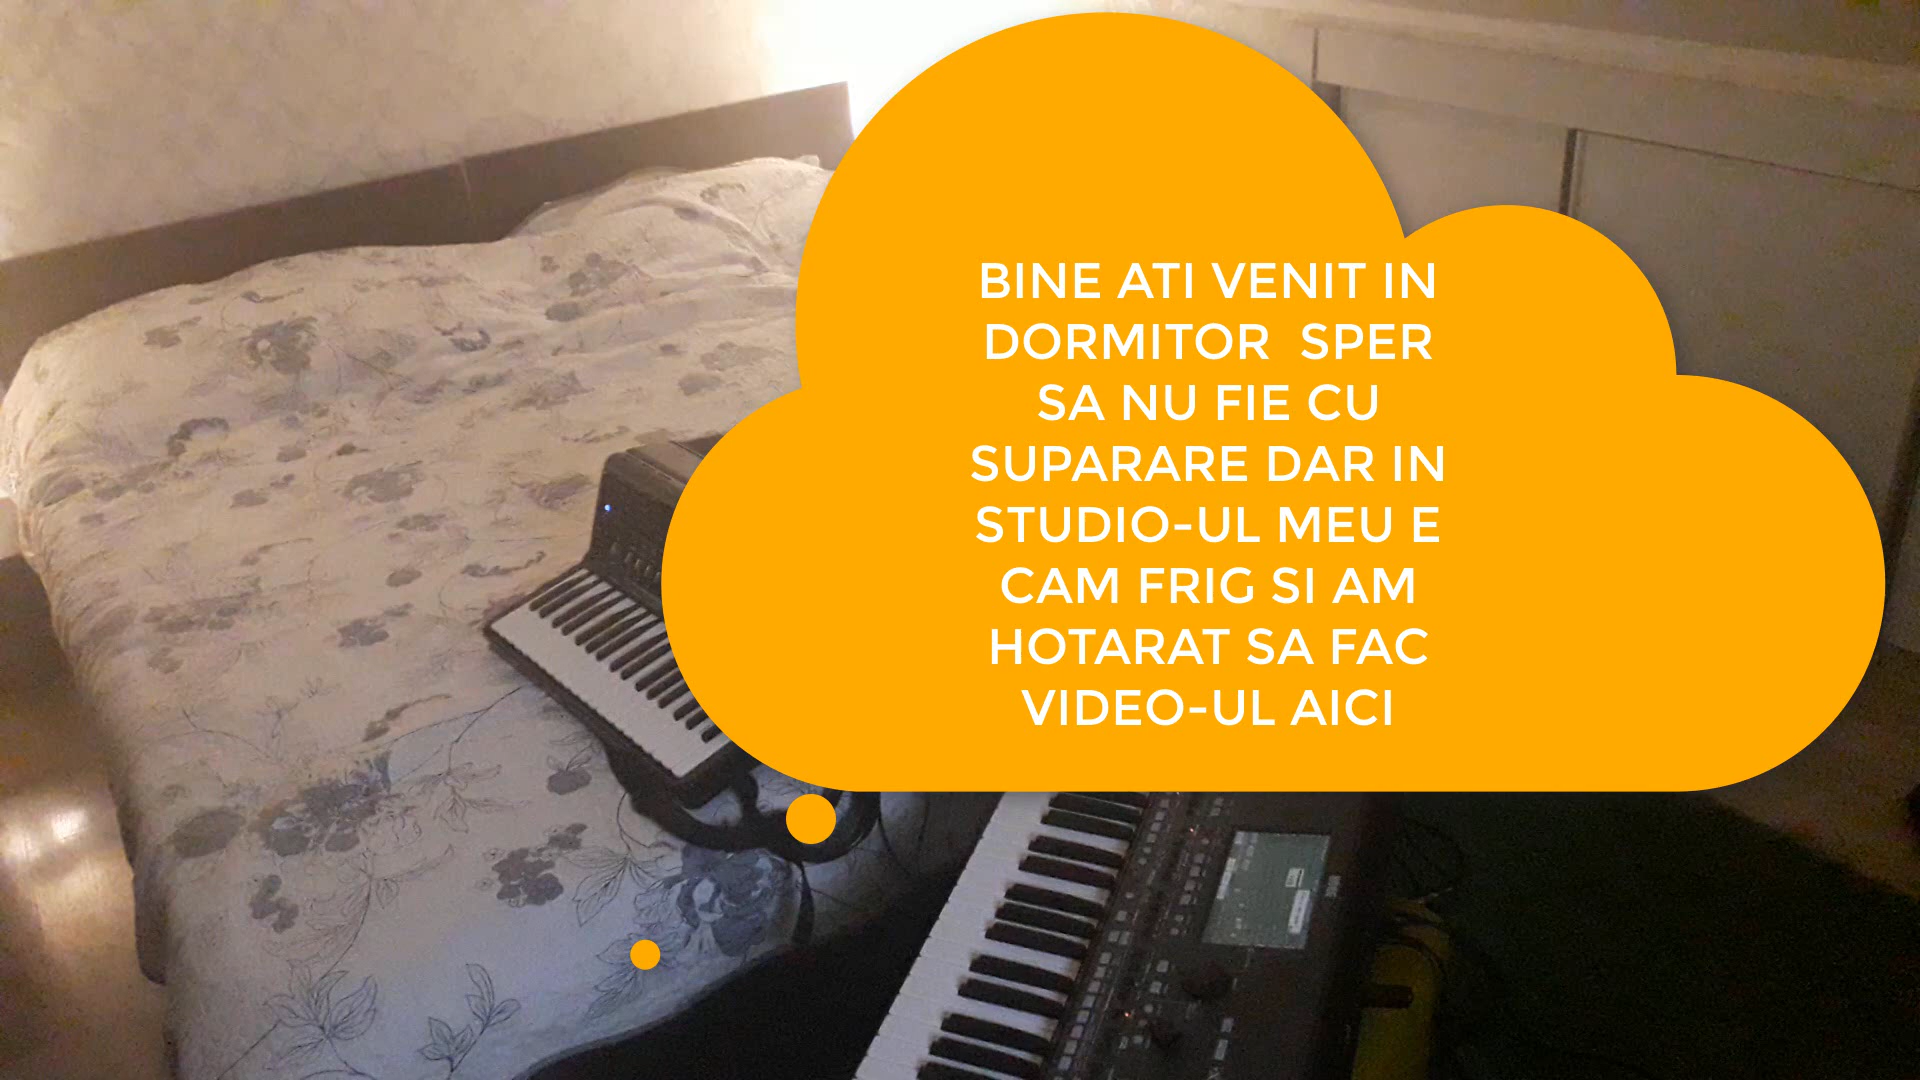 BINE ATI VENIT IN
DORMITOR  SPER
SA NU FIE CU
SUPARARE DAR IN
STUDIO-UL MEU E
CAM FRIG SI AM
HOTARAT SA FAC
VIDEO-UL AICI